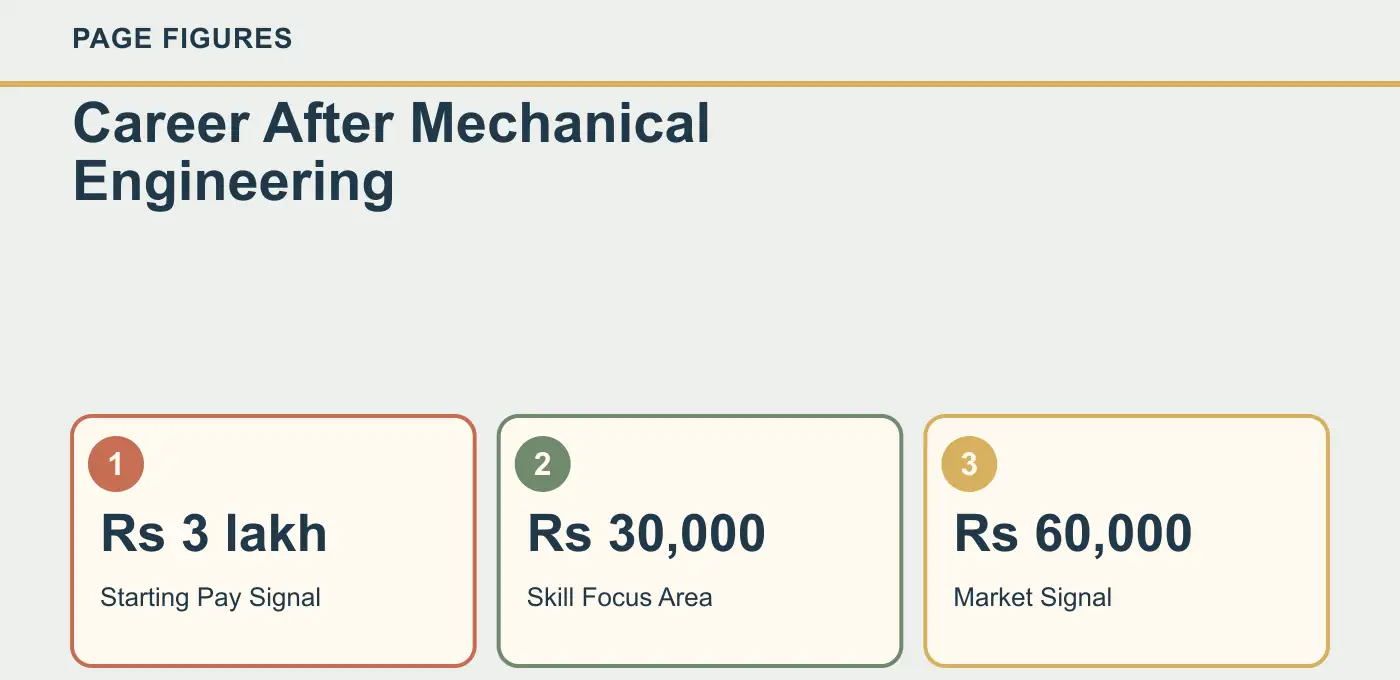 PAGE FIGURES
Career After Mechanical
Engineering
1
Rs 3 lakh
Starting Pay Signal
2
Rs 30,000
Skill Focus Area
3
Rs 60,000
Market Signal